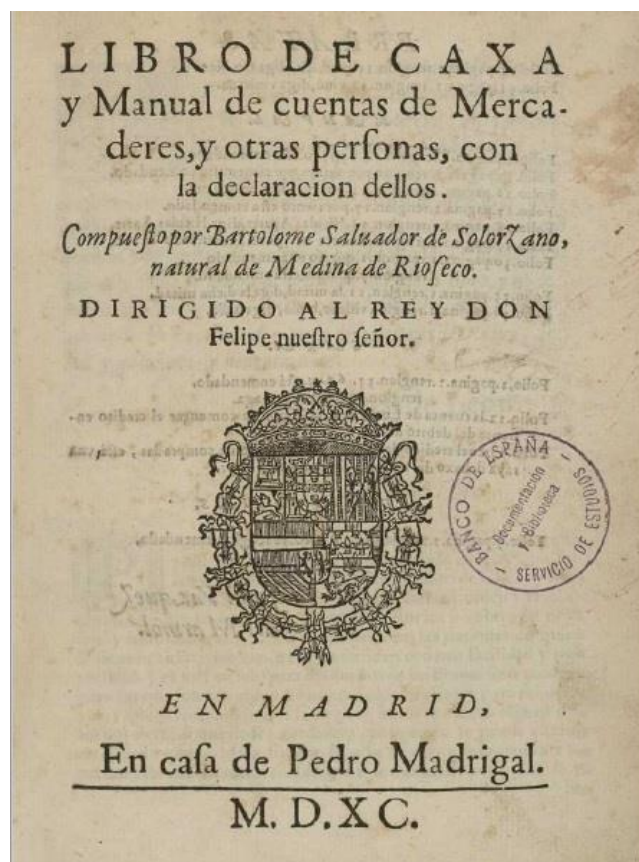 LIBRO DE CAXA
y Manual de cuentas de Merca-
deres, y otras perſonas, con
la declaracion dellos.
Compueſto por Bartolome Saluador de Solorzano,
natural de Medina de Rioſeco.
DIRIGIDO AL REY DON
Felipe nueſtro ſeñor.
BANCO DE ESPAÑA - SERVICIO DE ESTUDIOS -
Documentación
y Biblioteca
EN MADRID,
En caſa de Pedro Madrigal.
M. D. XC.